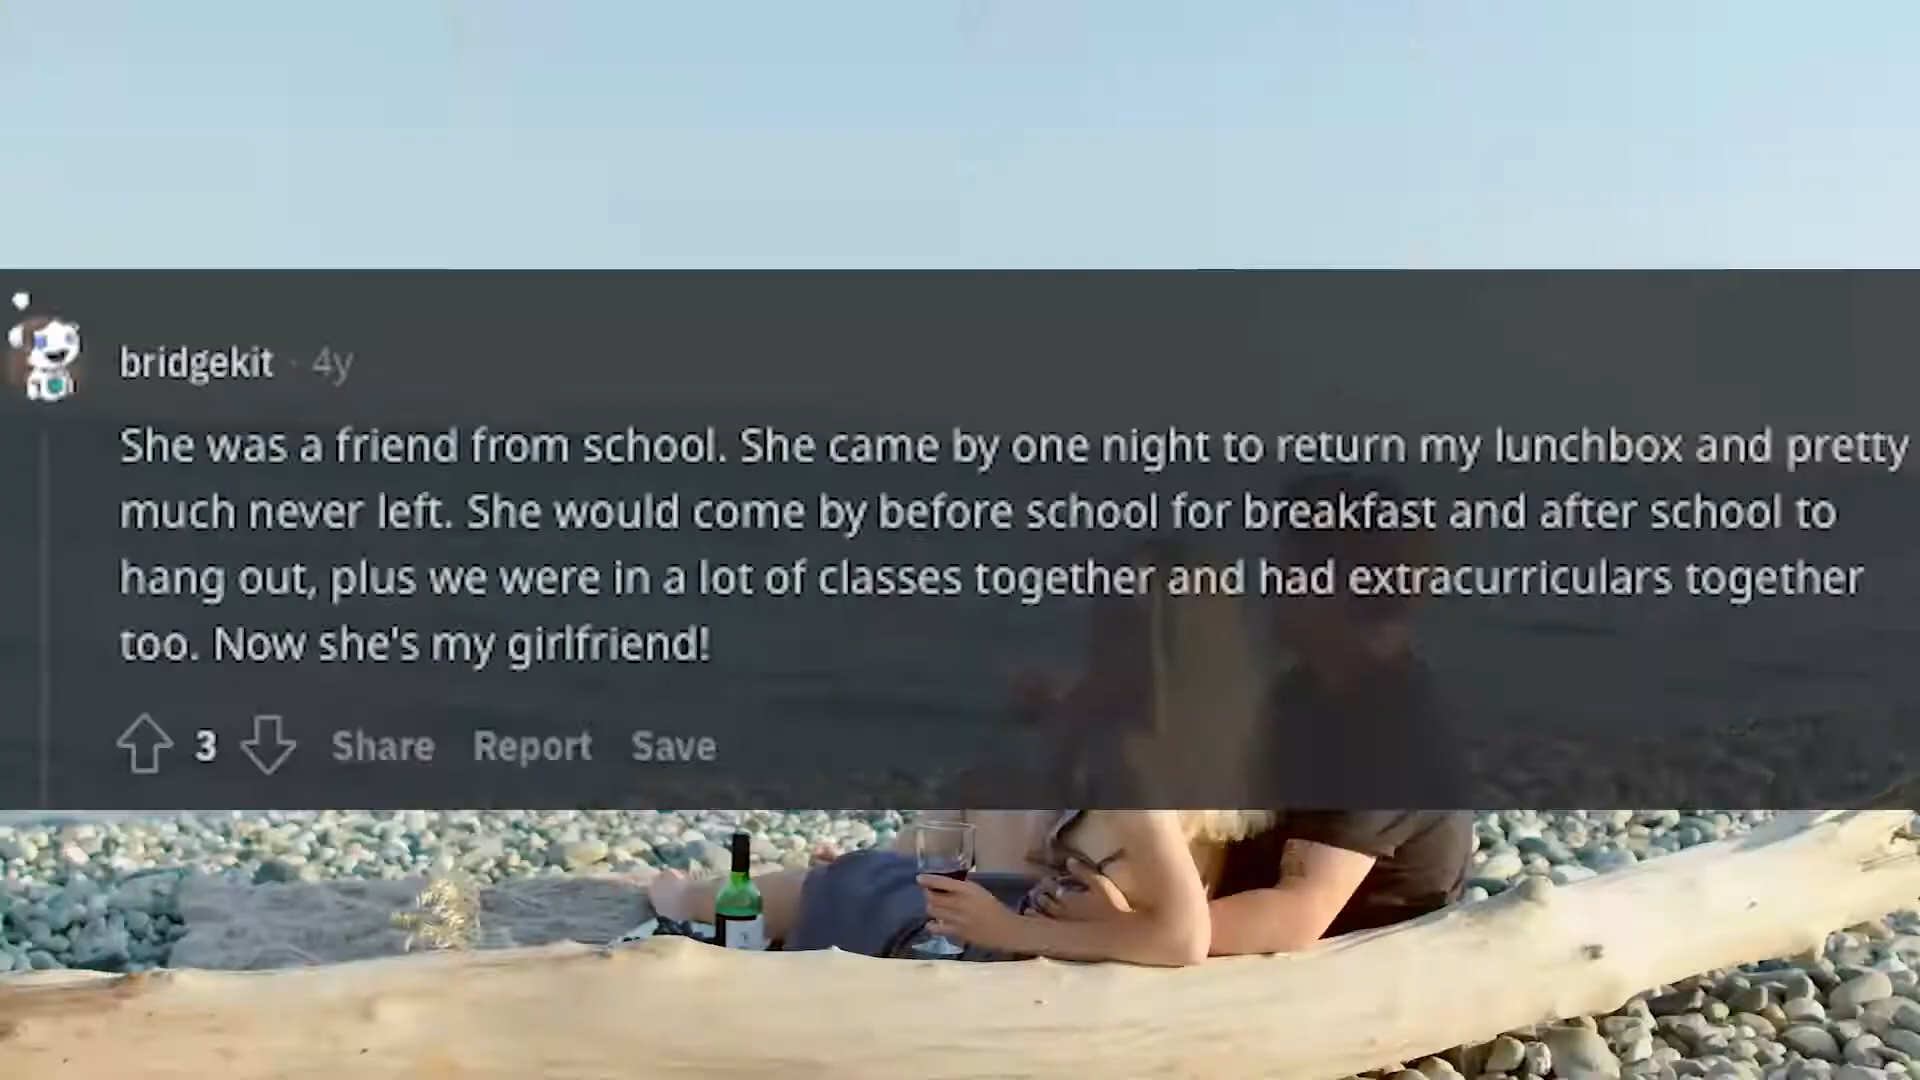 bridgekit · 4y
She was a friend from school. She came by one night to return my lunchbox and pretty
much never left. She would come by before school for breakfast and after school to
hang out, plus we were in a lot of classes together and had extracurriculars together
too. Now she's my girlfriend!
3 Share Report Save